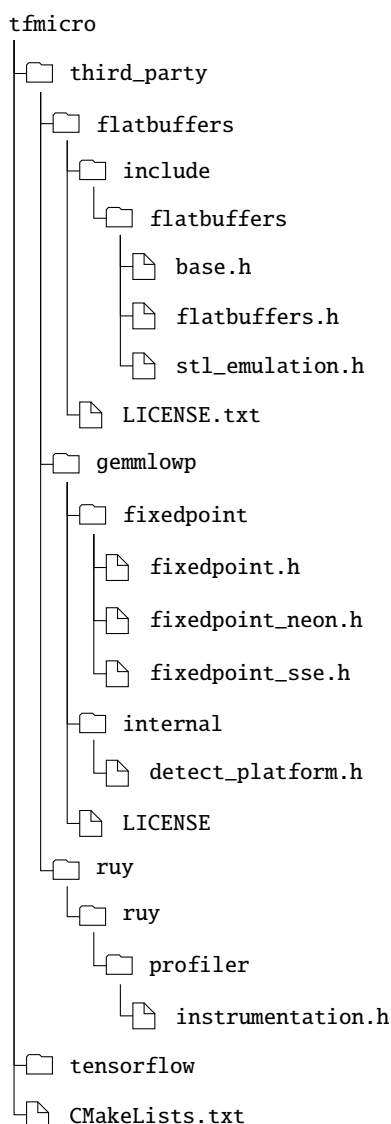 tfmicro
third_party
flatbuffers
include
flatbuffers
base.h
flatbuffers.h
stl_emulation.h
LICENSE.txt
gemmlowp
fixedpoint
fixedpoint.h
fixedpoint_neon.h
fixedpoint_sse.h
internal
detect_platform.h
LICENSE
ruy
ruy
profiler
instrumentation.h
tensorflow
CMakeLists.txt